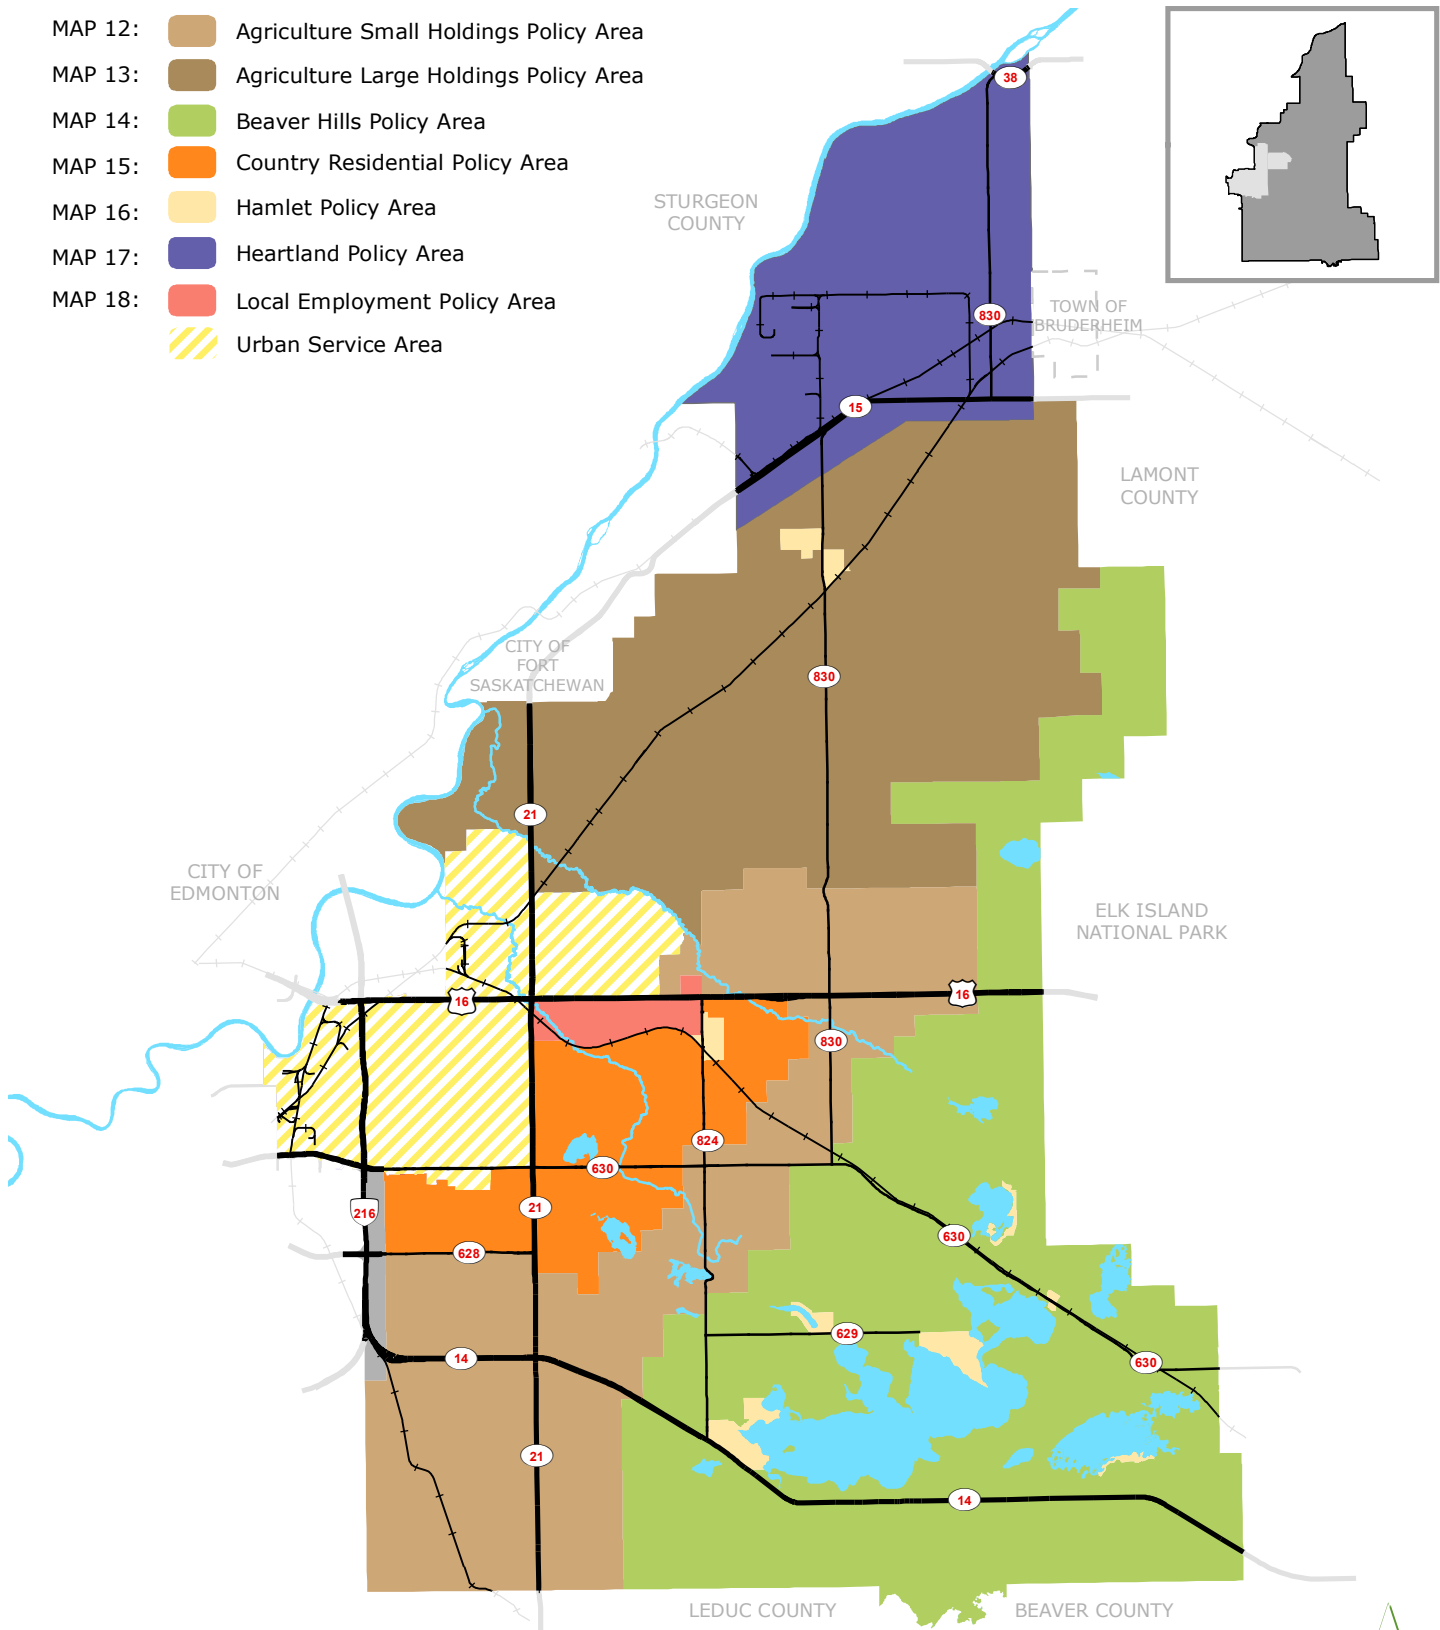 MAP 12: Agriculture Small Holdings Policy Area
MAP 13: Agriculture Large Holdings Policy Area
MAP 14: Beaver Hills Policy Area
MAP 15: Country Residential Policy Area
MAP 16: Hamlet Policy Area
MAP 17: Heartland Policy Area
MAP 18: Local Employment Policy Area
Urban Service Area
38
STURGEON
COUNTY
830
TOWN OF
BRUDERHEIM
15
LAMONT
COUNTY
CITY OF
FORT
SASKATCHEWAN
830
21
CITY OF
EDMONTON
ELK ISLAND
NATIONAL PARK
16
16
830
824
630
216
21
630
628
629
14
630
21
14
LEDUC COUNTY
BEAVER COUNTY